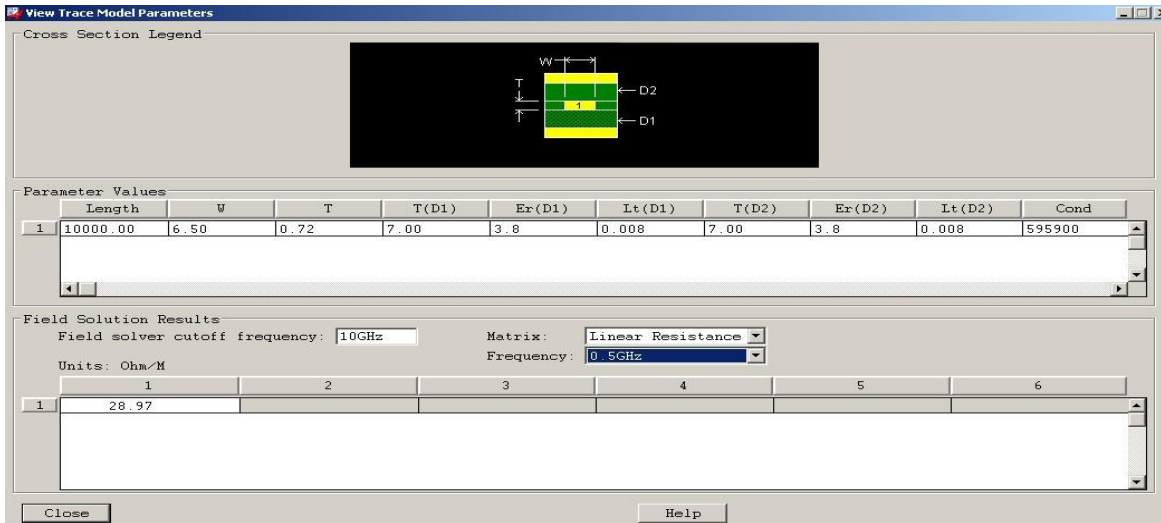 View Trace Model Parameters
Cross Section Legend
W
T
D2
1
D1
Parameter Values
Length W T T(D1) Er(D1) Lt(D1) T(D2) Er(D2) Lt(D2) Cond
1 10000.00 6.50 0.72 7.00 3.8 0.008 7.00 3.8 0.008 595900
Field Solution Results
Field solver cutoff frequency: 10GHz Matrix: Linear Resistance
Frequency: 0.5GHz
Units: Ohm/M
1 2 3 4 5 6
1 28.97
Close Help